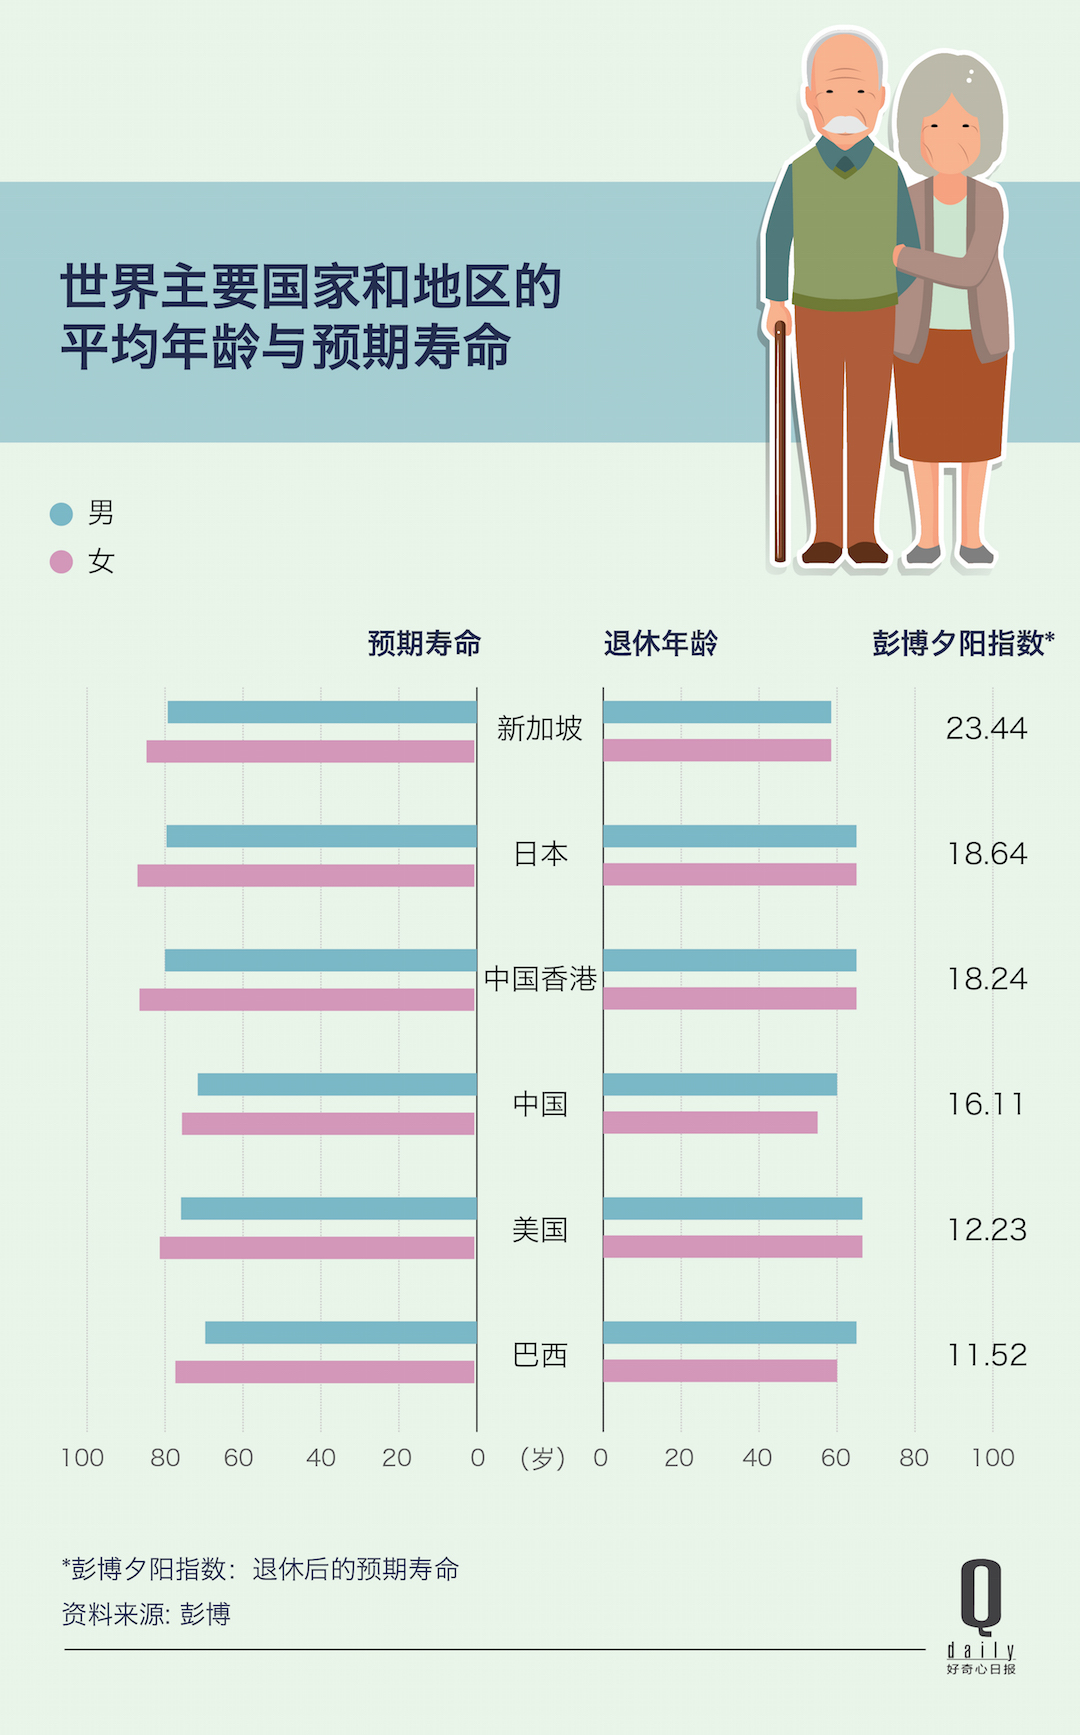 世界主要国家和地区的
平均年龄与预期寿命
男
女
预期寿命 退休年龄 彭博夕阳指数*
新加坡 23.44
日本 18.64
中国香港 18.24
中国 16.11
美国 12.23
巴西 11.52
100 80 60 40 20 0 (岁) 0 20 40 60 80 100
*彭博夕阳指数：退休后的预期寿命
资料来源: 彭博
Q
daily
好奇心日报